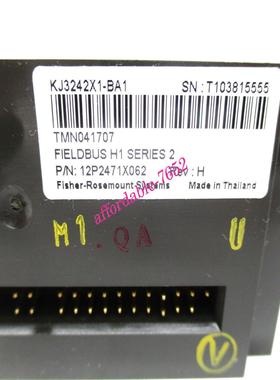 KJ3242X1-BA1 SN : T103815555
TMN041707
FIELDBUS H1 SERIES 2
P/N: 12P2471X062 Rev : H
Fisher-Rosemount Systems Made in Thailand
affordable_trade
M1 .QA U
V